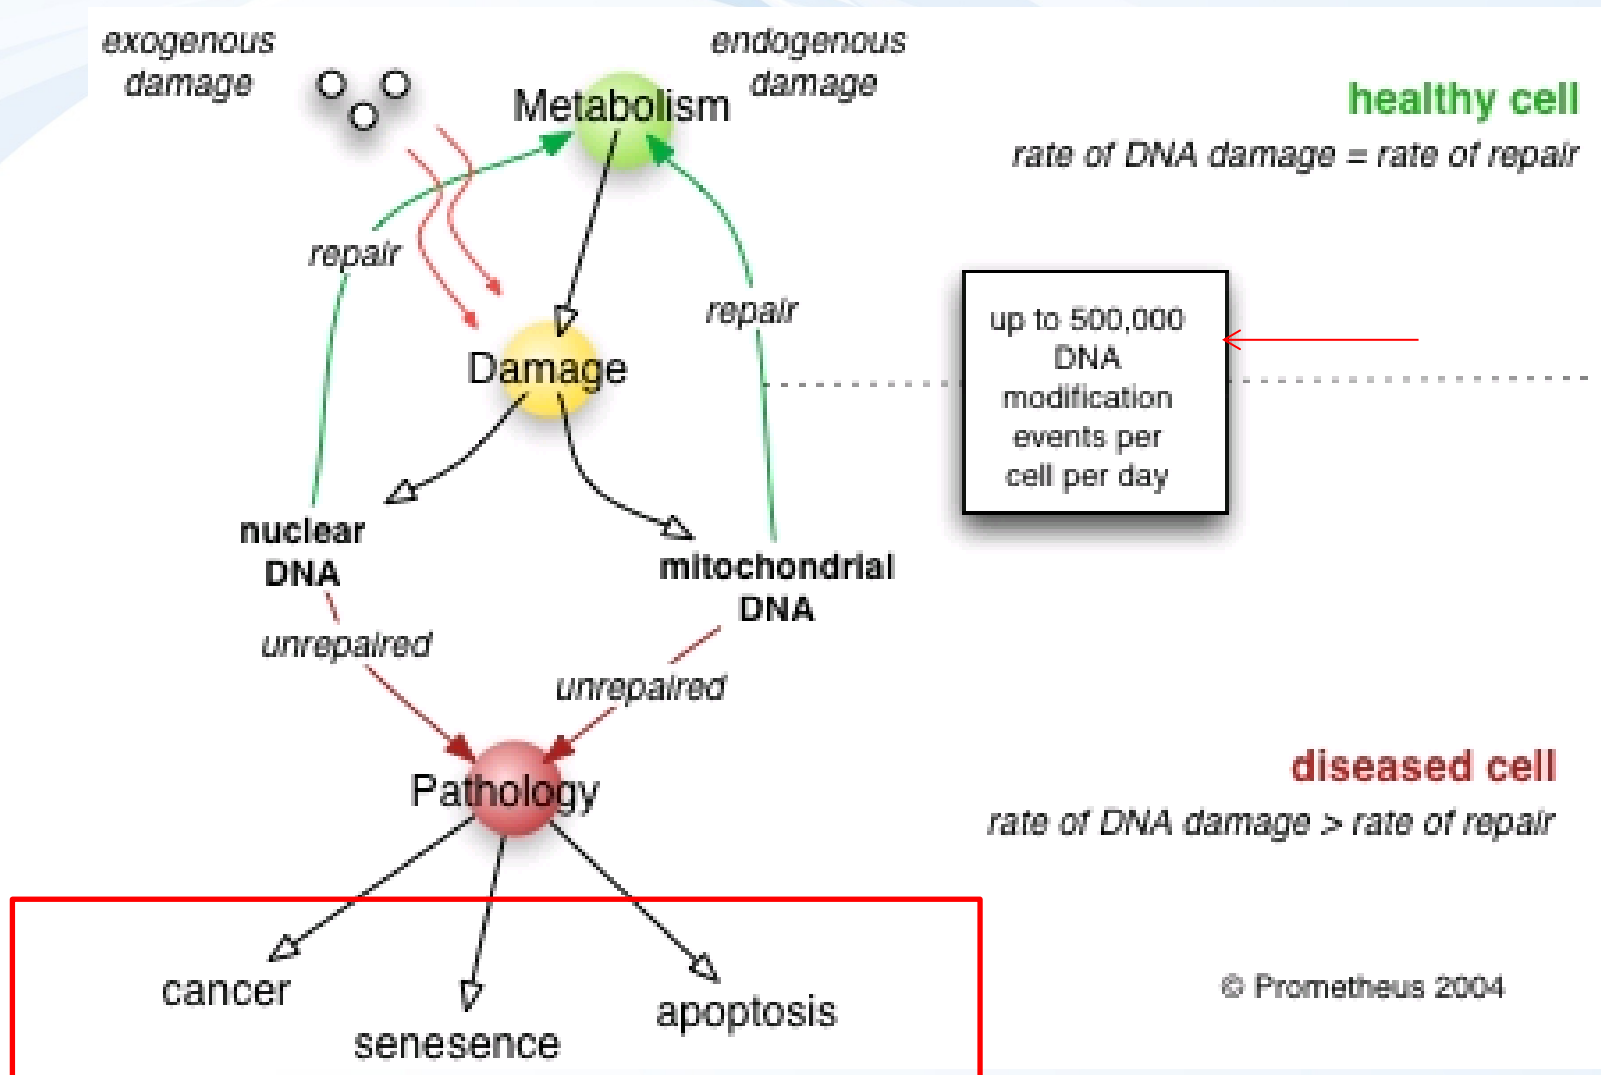 exogenous
damage
endogenous
damage
Metabolism
healthy cell
rate of DNA damage = rate of repair
repair
repair
up to 500,000
DNA
modification
events per
cell per day
Damage
nuclear
DNA
mitochondrial
DNA
unrepaired
unrepaired
Pathology
diseased cell
rate of DNA damage > rate of repair
cancer
senesence
apoptosis
© Prometheus 2004